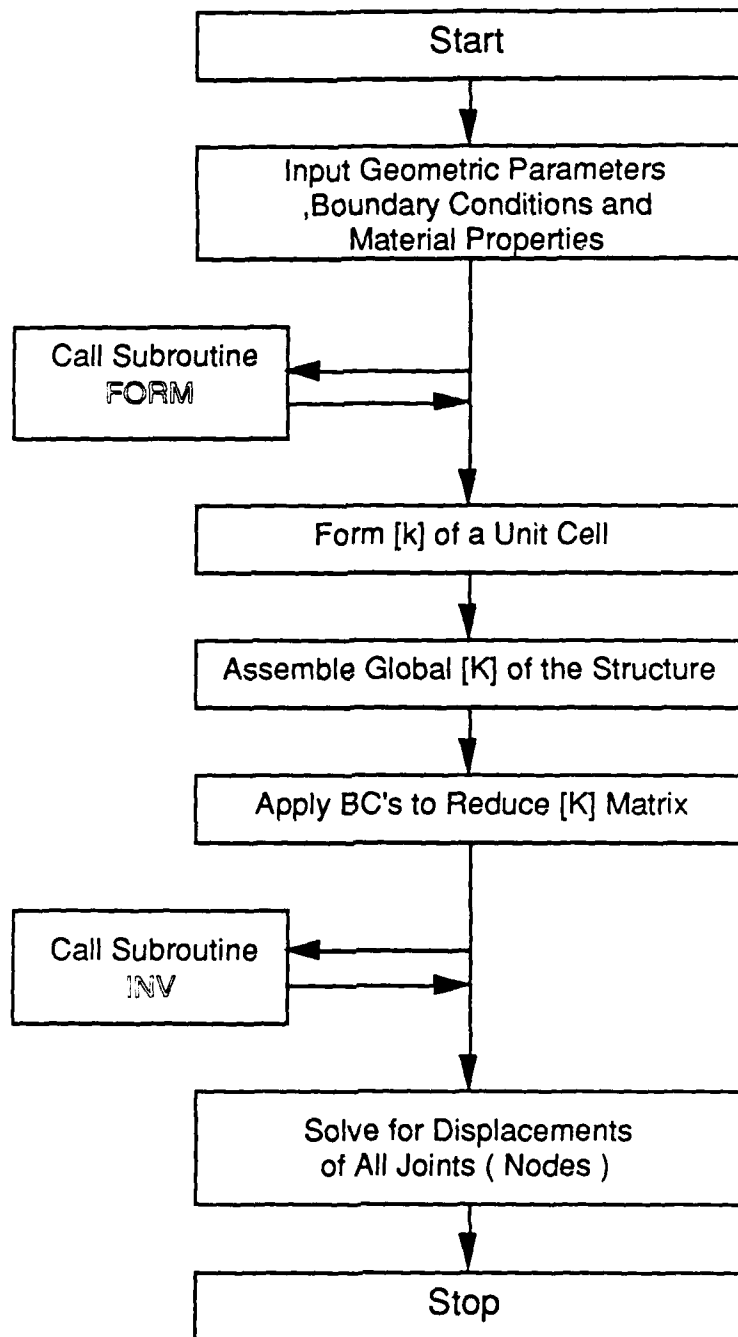 Start
Input Geometric Parameters
,Boundary Conditions and
Material Properties
Call Subroutine
FORM
Form [k] of a Unit Cell
Assemble Global [K] of the Structure
Apply BC's to Reduce [K] Matrix
Call Subroutine
INV
Solve for Displacements
of All Joints ( Nodes )
Stop